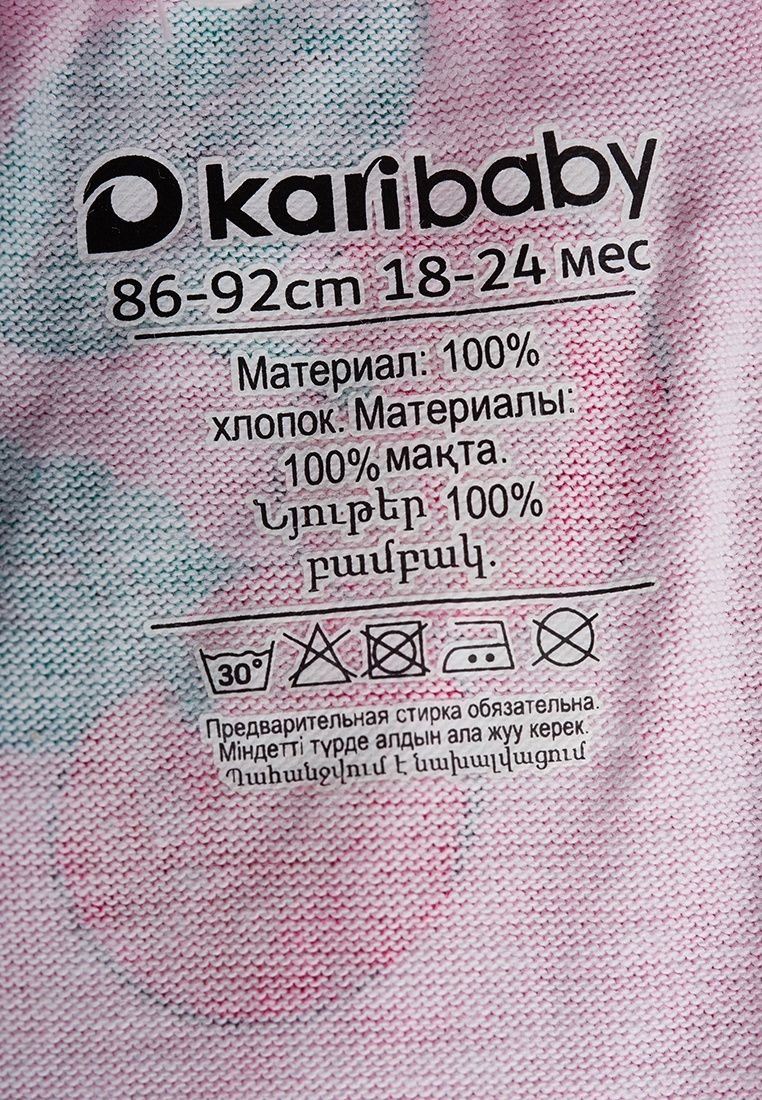 karibaby
86-92cm 18-24 мес
Материал: 100%
хлопок. Материалы:
100% мақта.
Նյութեր 100%
բամբակ.
30°
Предварительная стирка обязательна.
Міндетті түрде алдын ала жуу керек.
Պահանջվում է նախալվացում